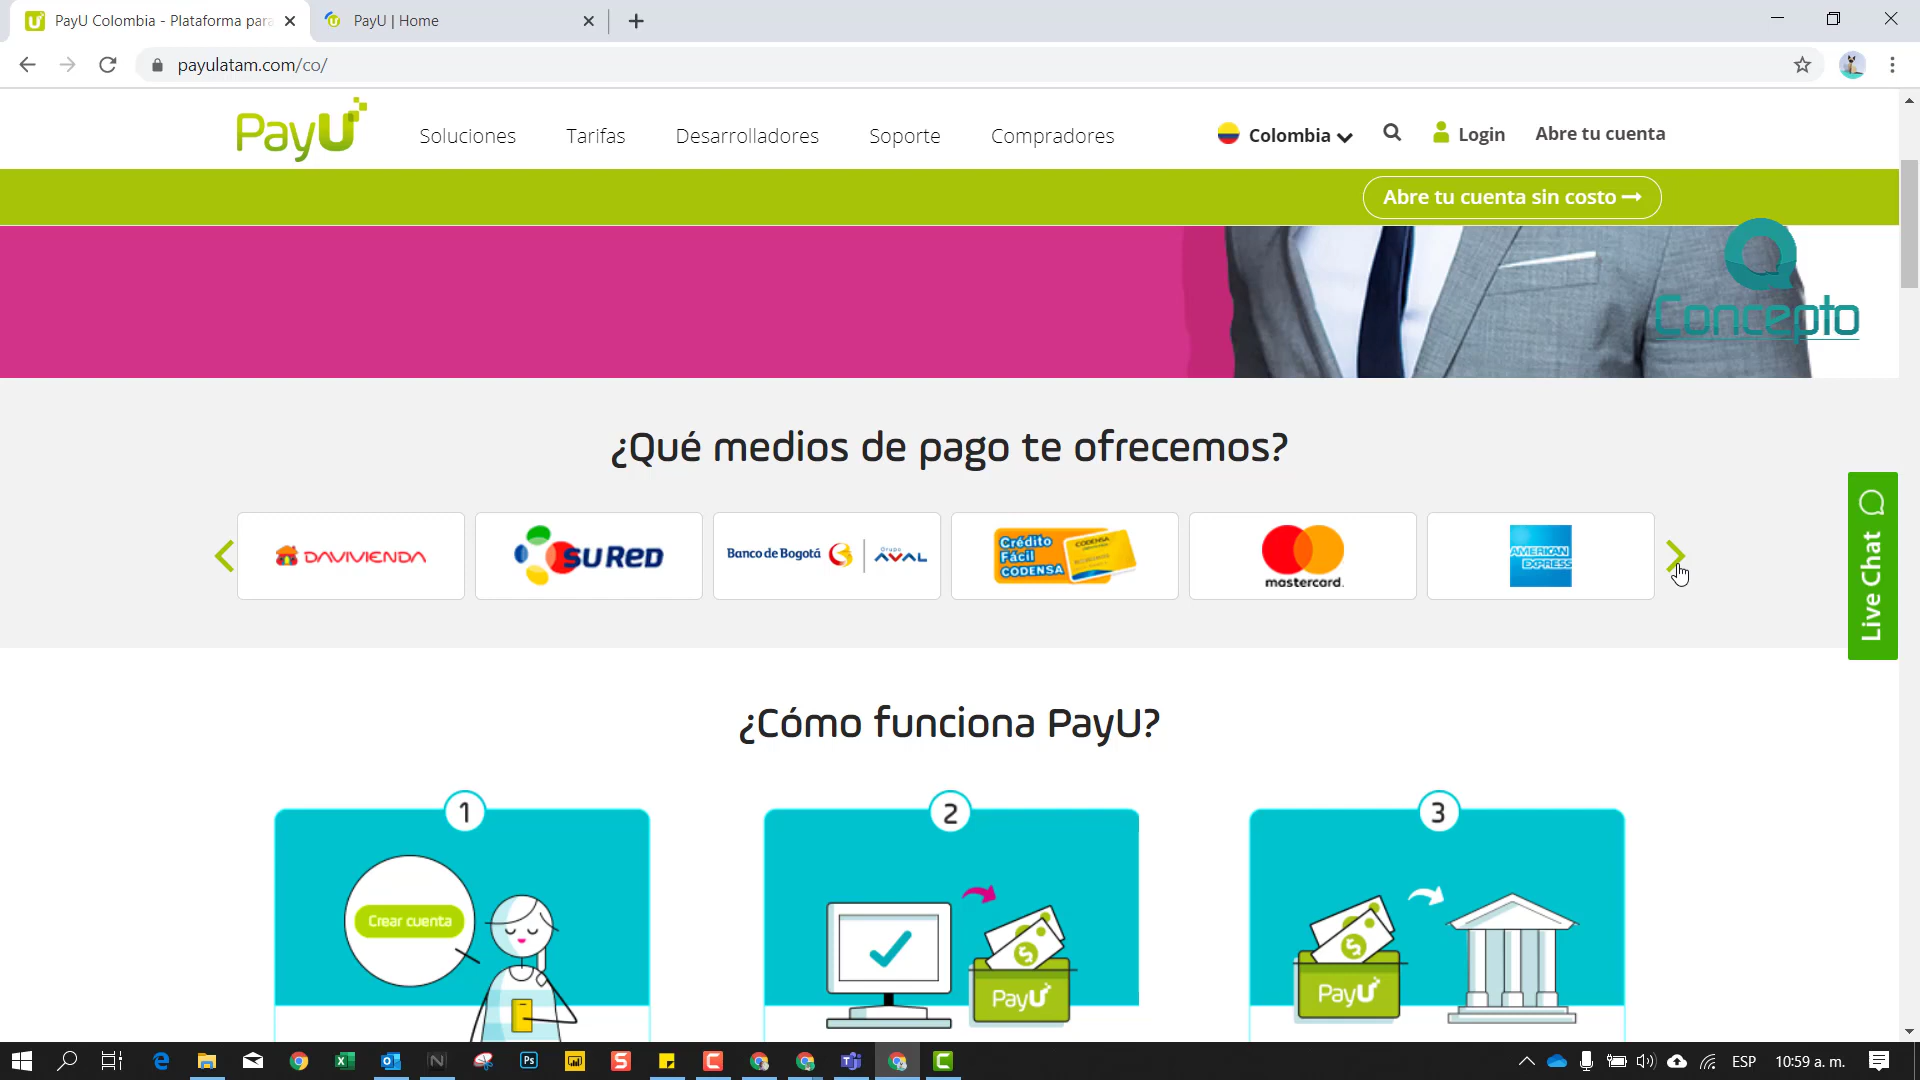 PayU Colombia - Plataforma para
PayU | Home
payulatam.com/co/
PayU
Soluciones
Tarifas
Desarrolladores
Soporte
Compradores
Colombia
Login
Abre tu cuenta
Abre tu cuenta sin costo
Concepto
¿Qué medios de pago te ofrecemos?
DAVIVIENDA
SURED
Banco de Bogotá
Grupo
AVAL
Crédito
Fácil
CODENSA
CODENSA
mastercard.
AMERICAN
EXPRESS
Live Chat
¿Cómo funciona PayU?
1
2
3
Crear cuenta
PayU
PayU
ESP
10:59 a. m.